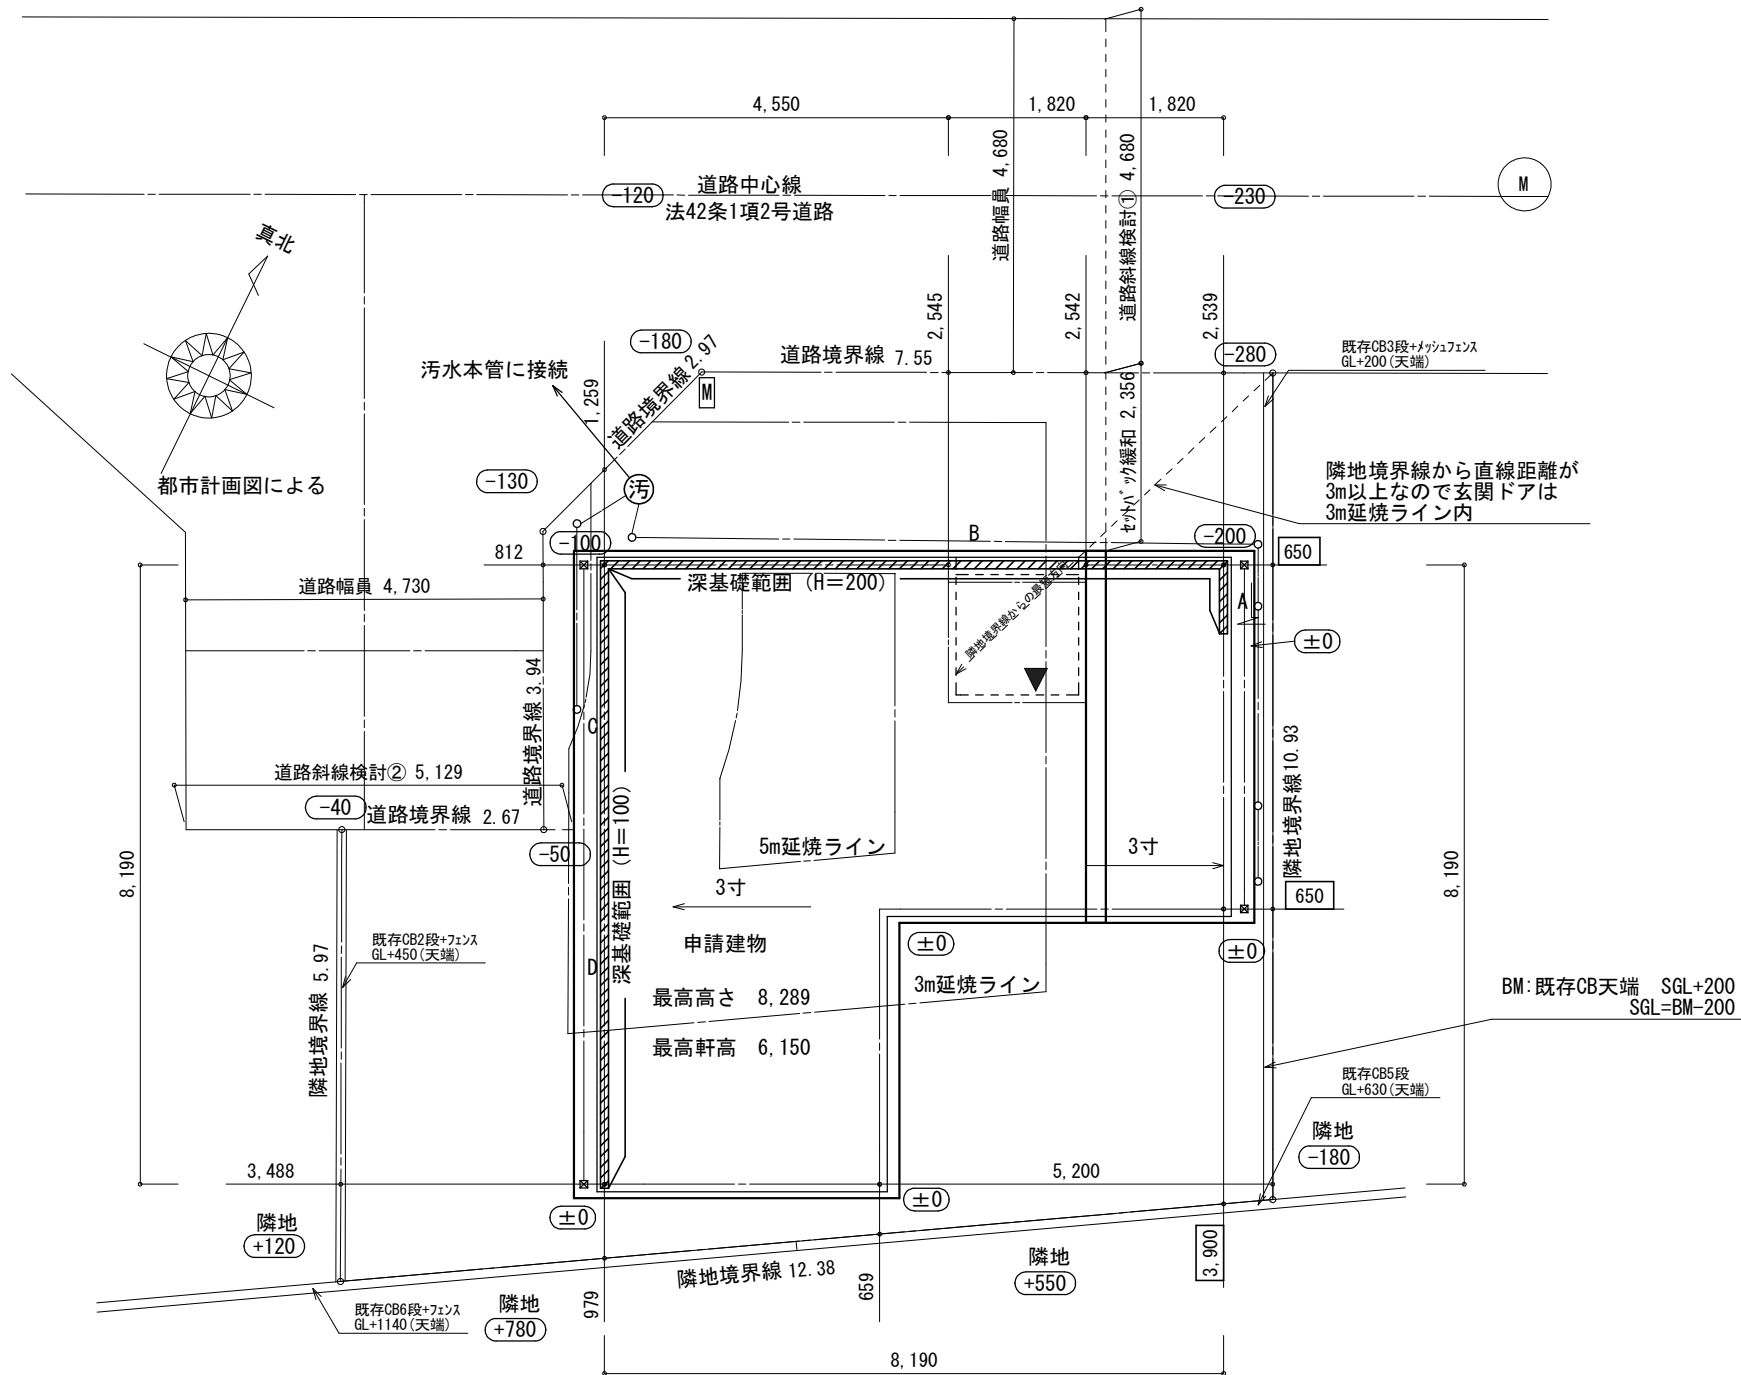 4,550
1,820
1,820
道路幅員 4,680
道路斜線検討① 4,680
-120
道路中心線
法42条1項2号道路
-230
M
真北
都市計画図による
2,545
2,542
2,539
-180
道路境界線 7.55
-280
既存CB3段+メッシュフェンス
GL+200(天端)
汚水本管に接続
1,259
道路境界線 2.97
M
セットバック緩和 2,356
-130
汚
隣地境界線から直線距離が
3m以上なので玄関ドアは
3m延焼ライン内
812
-100
B
-200
650
深基礎範囲 (H=200)
道路幅員 4,730
A
±0
道路境界線 3.94
C
道路斜線検討② 5,129
-40
道路境界線 2.67
-50
深基礎範囲 (H=100)
5m延焼ライン
3寸
3寸
隣地境界線10.93
8,190
8,190
650
既存CB2段+フェンス
GL+450(天端)
隣地境界線 5.97
D
申請建物
±0
±0
最高高さ 8,289
3m延焼ライン
最高軒高 6,150
BM:既存CB天端 SGL+200
SGL=BM-200
既存CB5段
GL+630(天端)
隣地
-180
3,488
5,200
±0
±0
隣地
+120
隣地境界線 12.38
隣地
+550
3,900
979
659
既存CB6段+フェンス
GL+1140(天端)
隣地
+780
8,190